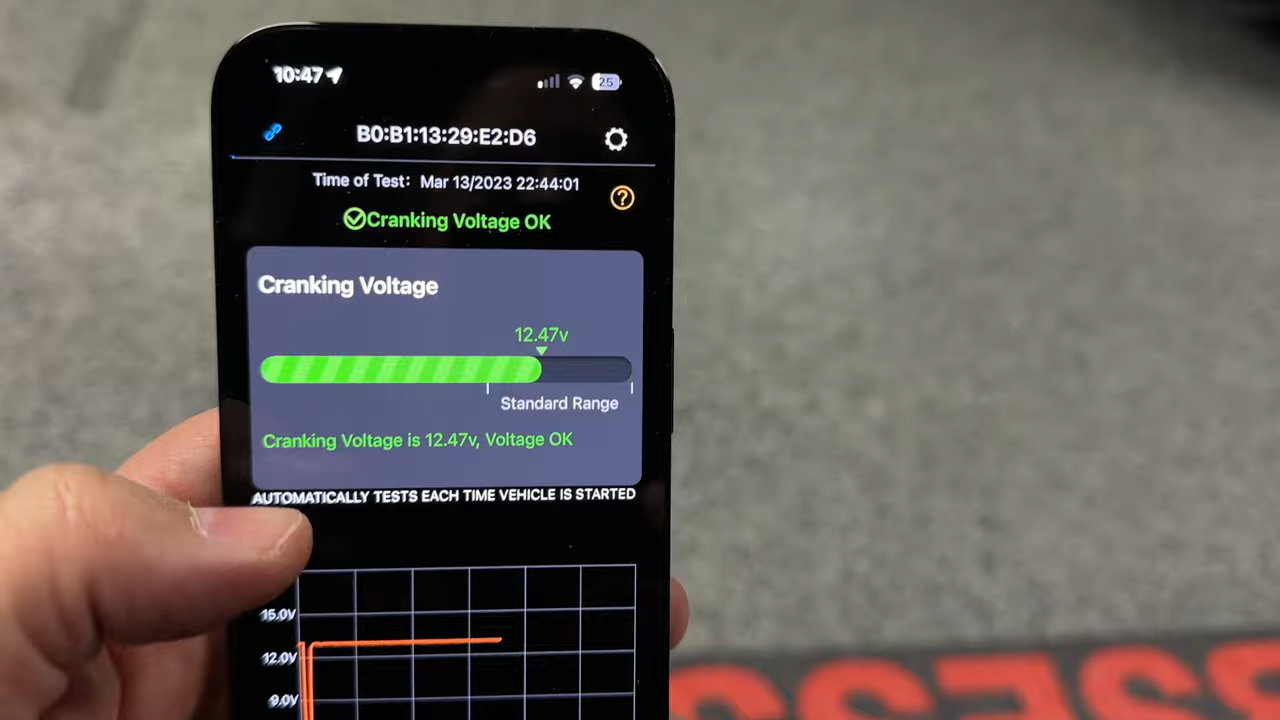 10:47
25
B0:B1:13:29:E2:D6
Time of Test: Mar 13/2023 22:44:01
?
Cranking Voltage OK
Cranking Voltage
12.47v
Standard Range
Cranking Voltage is 12.47v, Voltage OK
AUTOMATICALLY TESTS EACH TIME VEHICLE IS STARTED
15.0V
12.0V
9.0V